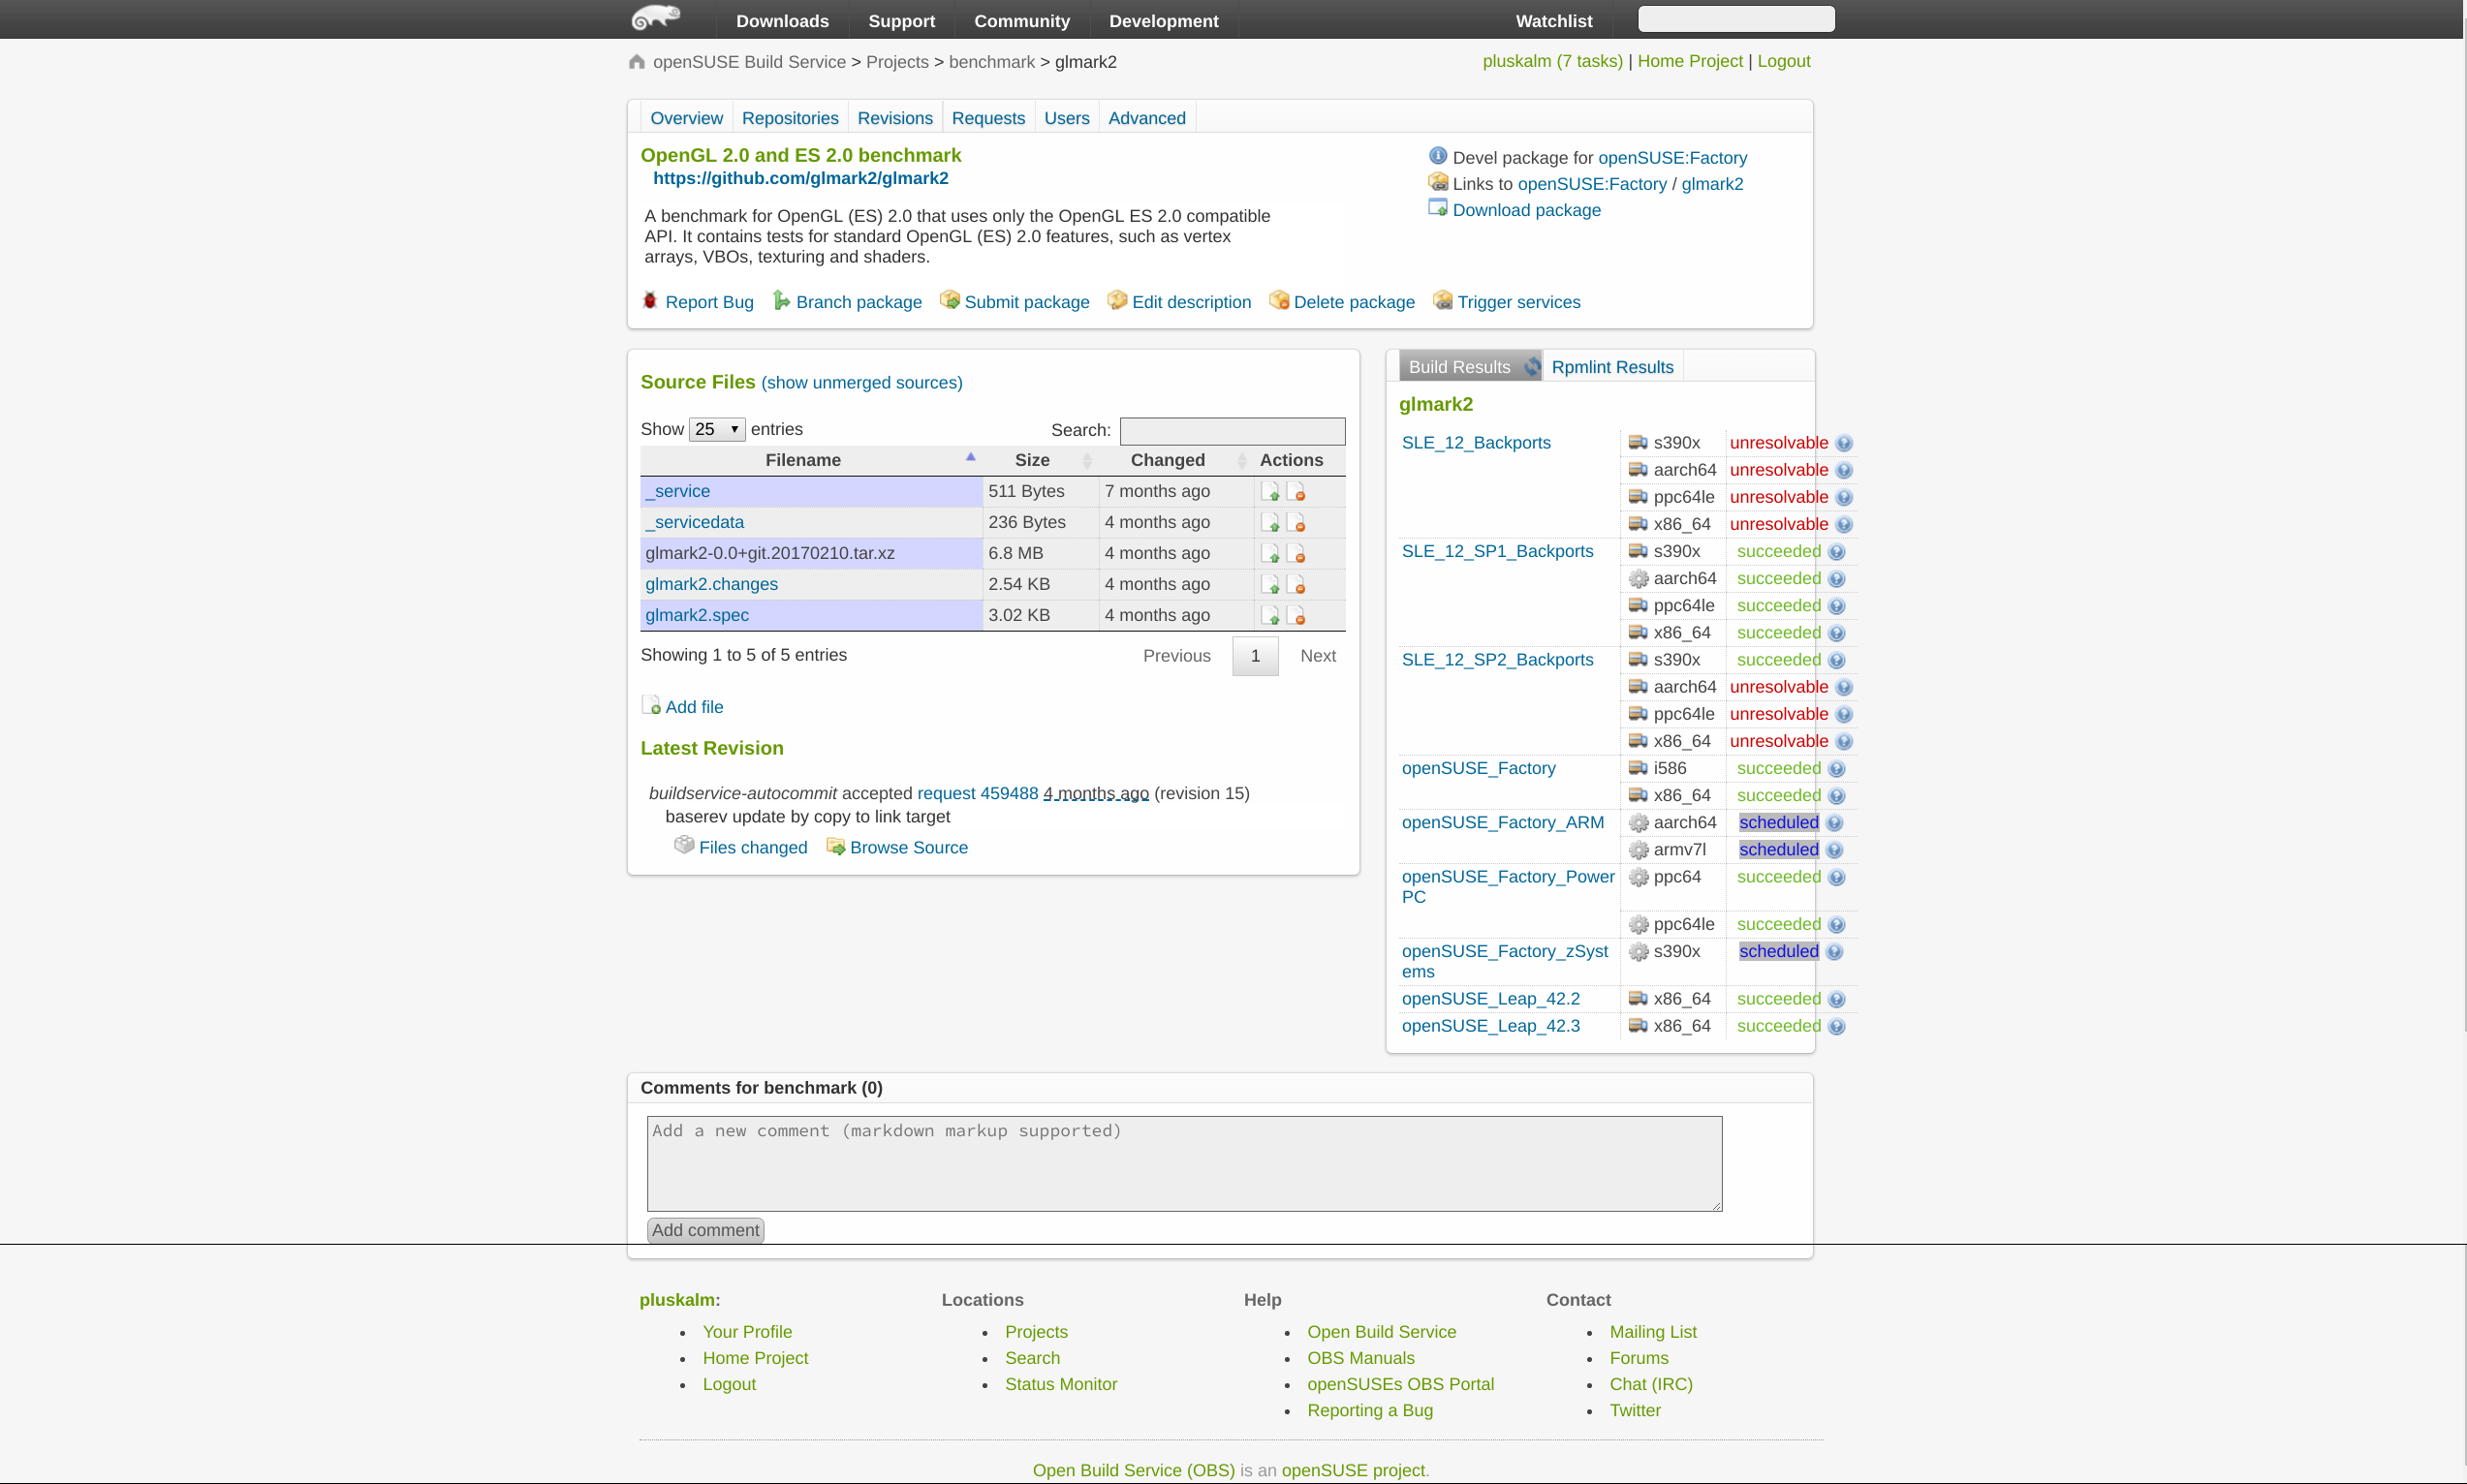 Downloads Support Community Development Watchlist
openSUSE Build Service > Projects > benchmark > glmark2
pluskalm (7 tasks) | Home Project | Logout
Overview Repositories Revisions Requests Users Advanced
OpenGL 2.0 and ES 2.0 benchmark
https://github.com/glmark2/glmark2
A benchmark for OpenGL (ES) 2.0 that uses only the OpenGL ES 2.0 compatible
API. It contains tests for standard OpenGL (ES) 2.0 features, such as vertex
arrays, VBOs, texturing and shaders.
Devel package for openSUSE:Factory
Links to openSUSE:Factory / glmark2
Download package
Report Bug Branch package Submit package Edit description Delete package Trigger services
Source Files (show unmerged sources)
Show 25 entries Search:
Filename Size Changed Actions
_service 511 Bytes 7 months ago
_servicedata 236 Bytes 4 months ago
glmark2-0.0+git.20170210.tar.xz 6.8 MB 4 months ago
glmark2.changes 2.54 KB 4 months ago
glmark2.spec 3.02 KB 4 months ago
Showing 1 to 5 of 5 entries Previous 1 Next
Add file
Latest Revision
buildservice-autocommit accepted request 459488 4 months ago (revision 15)
baserev update by copy to link target
Files changed Browse Source
Build Results Rpmlint Results
glmark2
SLE_12_Backports s390x unresolvable
aarch64 unresolvable
ppc64le unresolvable
x86_64 unresolvable
SLE_12_SP1_Backports s390x succeeded
aarch64 succeeded
ppc64le succeeded
x86_64 succeeded
SLE_12_SP2_Backports s390x succeeded
aarch64 unresolvable
ppc64le unresolvable
x86_64 unresolvable
openSUSE_Factory i586 succeeded
x86_64 succeeded
openSUSE_Factory_ARM aarch64 scheduled
armv7l scheduled
openSUSE_Factory_Power ppc64 succeeded
PC
ppc64le succeeded
openSUSE_Factory_zSyst s390x scheduled
ems
openSUSE_Leap_42.2 x86_64 succeeded
openSUSE_Leap_42.3 x86_64 succeeded
Comments for benchmark (0)
Add a new comment (markdown markup supported)
Add comment
pluskalm:
Your Profile
Home Project
Logout
Locations
Projects
Search
Status Monitor
Help
Open Build Service
OBS Manuals
openSUSEs OBS Portal
Reporting a Bug
Contact
Mailing List
Forums
Chat (IRC)
Twitter
Open Build Service (OBS) is an openSUSE project.